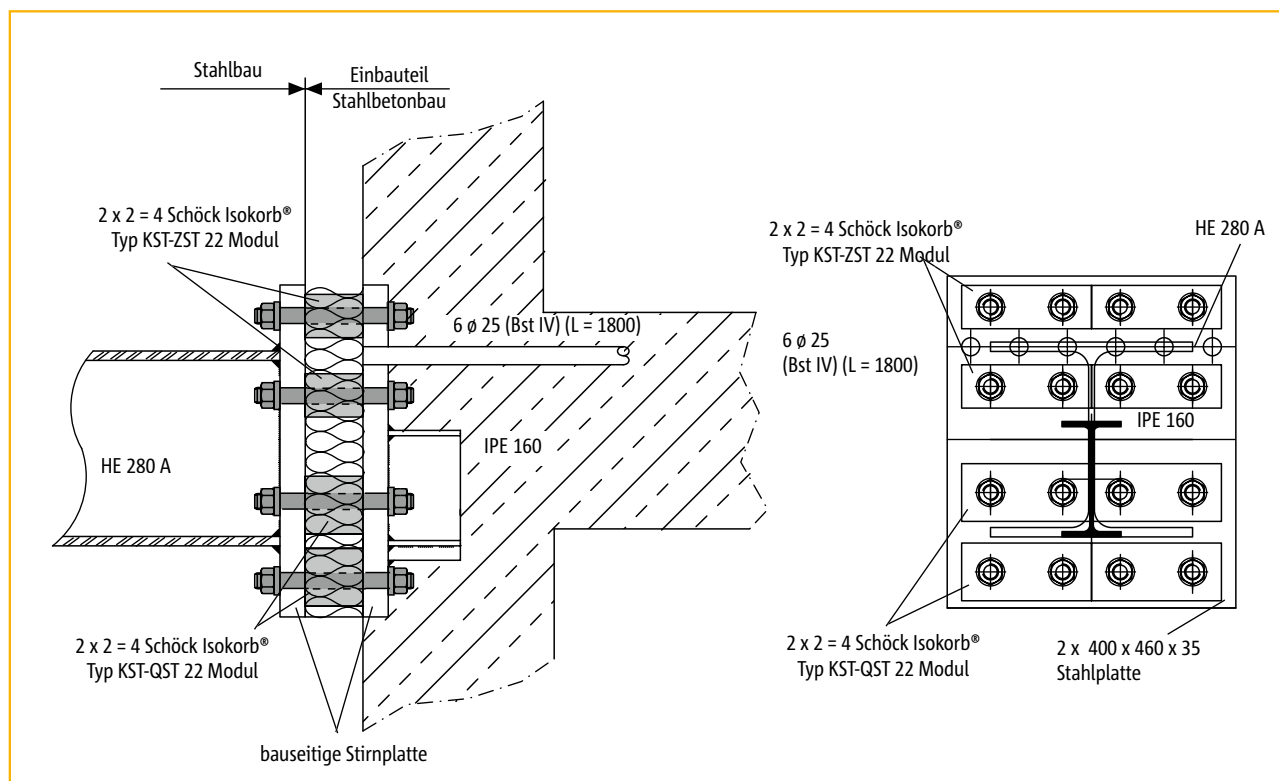 Stahlbau
Einbauteil
Stahlbetonbau
2 x 2 = 4 Schöck Isokorb®
Typ KST-ZST 22 Modul
6 ø 25 (Bst IV) (L = 1800)
HE 280 A
IPE 160
2 x 2 = 4 Schöck Isokorb®
Typ KST-QST 22 Modul
bauseitige Stirnplatte
2 x 2 = 4 Schöck Isokorb®
Typ KST-ZST 22 Modul
HE 280 A
6 ø 25
(Bst IV) (L = 1800)
IPE 160
2 x 2 = 4 Schöck Isokorb®
Typ KST-QST 22 Modul
2 x 400 x 460 x 35
Stahlplatte